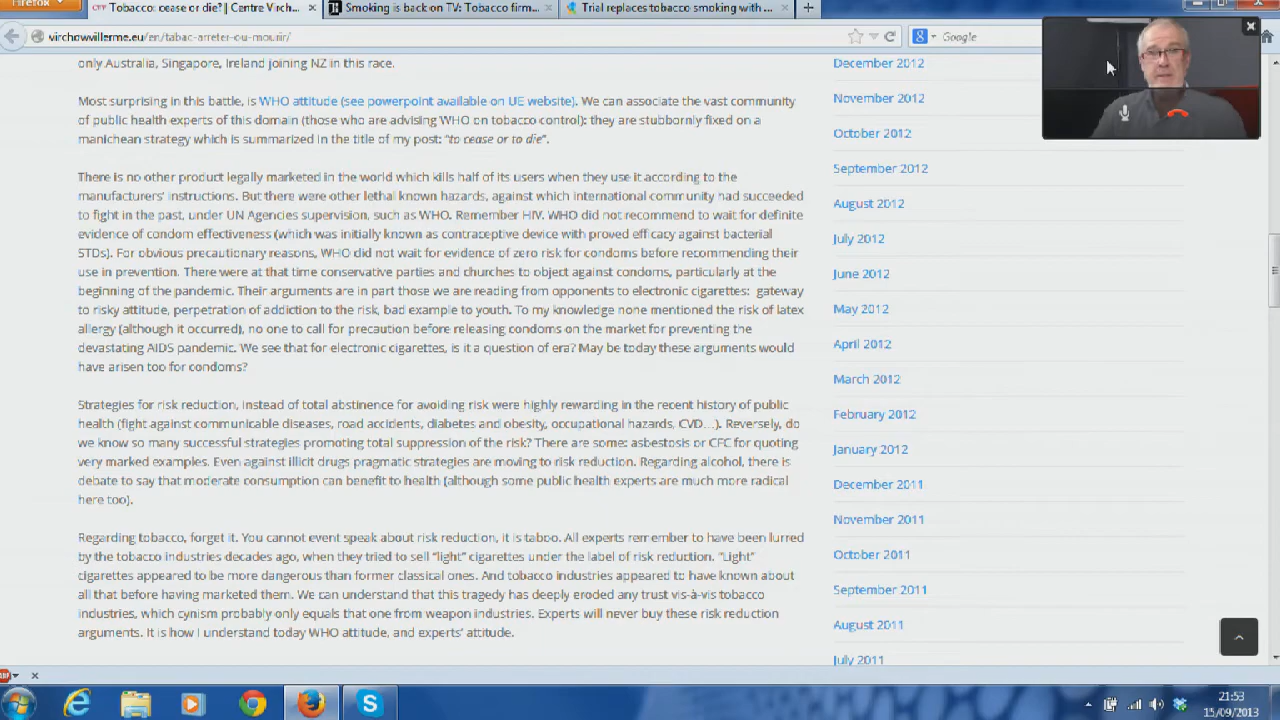 Firefox
Tobacco: cease or die? | Centre Virch...
Smoking is back on TV: Tobacco firm...
Trial replaces tobacco smoking with ...
virchowvillerme.eu/en/tabac-arreter-ou-mourir/
Google
only Australia, Singapore, Ireland joining NZ in this race.
Most surprising in this battle, is WHO attitude (see powerpoint available on UE website). We can associate the vast community
of public health experts of this domain (those who are advising WHO on tobacco control): they are stubbornly fixed on a
manichean strategy which is summarized in the title of my post: “to cease or to die”.
There is no other product legally marketed in the world which kills half of its users when they use it according to the
manufacturers’ instructions. But there were other lethal known hazards, against which international community had succeeded
to fight in the past, under UN Agencies supervision, such as WHO. Remember HIV. WHO did not recommend to wait for definite
evidence of condom effectiveness (which was initially known as contraceptive device with proved efficacy against bacterial
STDs). For obvious precautionary reasons, WHO did not wait for evidence of zero risk for condoms before recommending their
use in prevention. There were at that time conservative parties and churches to object against condoms, particularly at the
beginning of the pandemic. Their arguments are in part those we are reading from opponents to electronic cigarettes:  gateway
to risky attitude, perpetration of addiction to the risk, bad example to youth. To my knowledge none mentioned the risk of latex
allergy (although it occurred), no one to call for precaution before releasing condoms on the market for preventing the
devastating AIDS pandemic. We see that for electronic cigarettes, is it a question of era? May be today these arguments would
have arisen too for condoms?
Strategies for risk reduction, instead of total abstinence for avoiding risk were highly rewarding in the recent history of public
health (fight against communicable diseases, road accidents, diabetes and obesity, occupational hazards, CVD…). Reversely, do
we know so many successful strategies promoting total suppression of the risk? There are some: asbestosis or CFC for quoting
very marked examples. Even against illicit drugs pragmatic strategies are moving to risk reduction. Regarding alcohol, there is
debate to say that moderate consumption can benefit to health (although some public health experts are much more radical
here too).
Regarding tobacco, forget it. You cannot event speak about risk reduction, it is taboo. All experts remember to have been lurred
by the tobacco industries decades ago, when they tried to sell “light” cigarettes under the label of risk reduction. “Light”
cigarettes appeared to be more dangerous than former classical ones. And tobacco industries appeared to have known about
all that before having marketed them. We can understand that this tragedy has deeply eroded any trust vis-à-vis tobacco
industries, which cynism probably only equals that one from weapon industries. Experts will never buy these risk reduction
arguments. It is how I understand today WHO attitude, and experts’ attitude.
December 2012
November 2012
October 2012
September 2012
August 2012
July 2012
June 2012
May 2012
April 2012
March 2012
February 2012
January 2012
December 2011
November 2011
October 2011
September 2011
August 2011
July 2011
21:53
15/09/2013